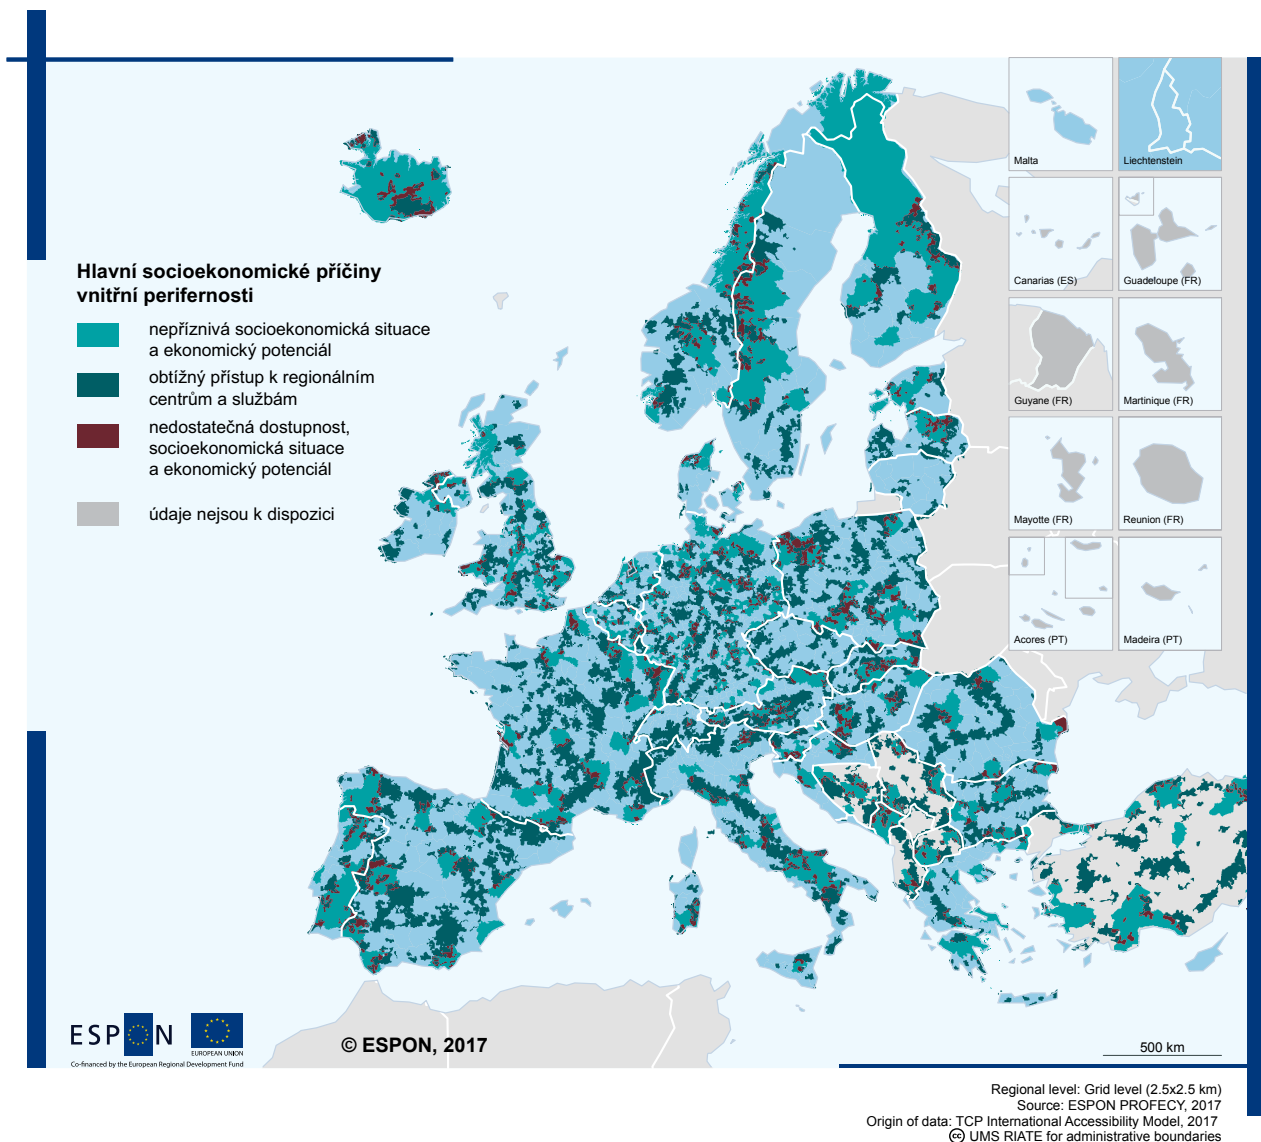 Malta
Liechtenstein
Canarias (ES)
Guadeloupe (FR)
Guyane (FR)
Martinique (FR)
Mayotte (FR)
Reunion (FR)
Acores (PT)
Madeira (PT)
Hlavní socioekonomické příčiny
vnitřní perifernosti
nepříznivá socioekonomická situace
a ekonomický potenciál
obtížný přístup k regionálním
centrům a službám
nedostatečná dostupnost,
socioekonomická situace
a ekonomický potenciál
údaje nejsou k dispozici
ESPON
EUROPEAN UNION
Co-financed by the European Regional Development Fund
© ESPON, 2017
500 km
Regional level: Grid level (2.5x2.5 km)
Source: ESPON PROFECY, 2017
Origin of data: TCP International Accessibility Model, 2017
cc UMS RIATE for administrative boundaries